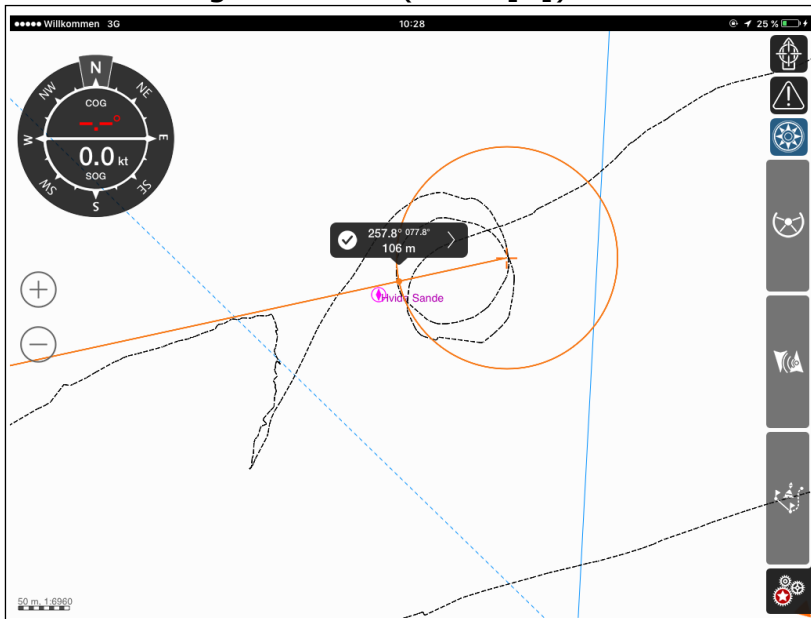 Willkommen 3G
10:28
25 %
N
NE
E
SE
S
SW
W
NW
COG
--.-°
0.0 kt
SOG
257.8° 077.8°
106 m
Hvide Sande
50 m, 1:6960